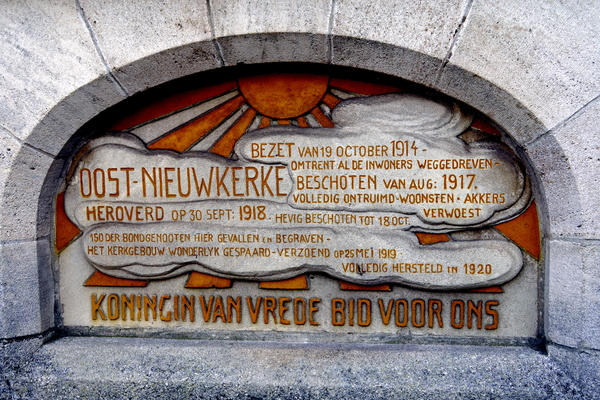 BEZET VAN 19 OCTOBER 1914 -
OMTRENT AL DE INWONERS WEGGEDREVEN -
OOST-NIEUWKERKE
BESCHOTEN VAN AUG: 1917.
VOLLEDIG ONTRUIMD - WOONSTEN - AKKERS
VERWOEST
HEROVERD OP 30 SEPT: 1918. HEVIG BESCHOTEN TOT 18 OCT.
150 DER BONDGENOOTEN HIER GEVALLEN EN BEGRAVEN -
HET KERKGEBOUW WONDERLYK GESPAARD - VERZOEND OP 25 MEI 1919
VOLLEDIG HERSTELD IN 1920
KONINGIN VAN VREDE BID VOOR ONS